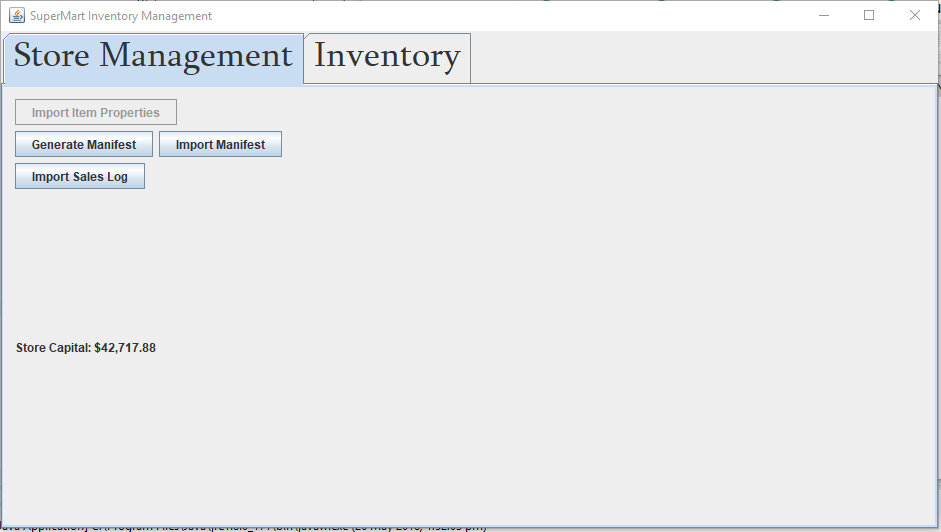 SuperMart Inventory Management
Store Management Inventory
Import Item Properties
Generate Manifest Import Manifest
Import Sales Log
Store Capital: $42,717.88